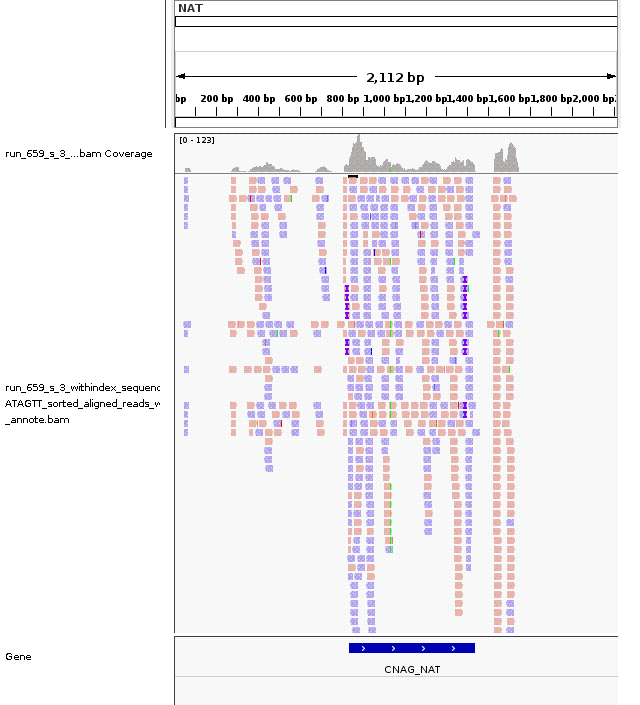 NAT
2,112 bp
bp 200 bp 400 bp 600 bp 800 bp 1,000 bp 1,200 bp 1,400 bp 1,600 bp 1,800 bp 2,000 bp
run_659_s_3_...bam Coverage
[0 - 123]
run_659_s_3_withindex_sequenc
ATAGTT_sorted_aligned_reads_w
_annote.bam
Gene
CNAG_NAT